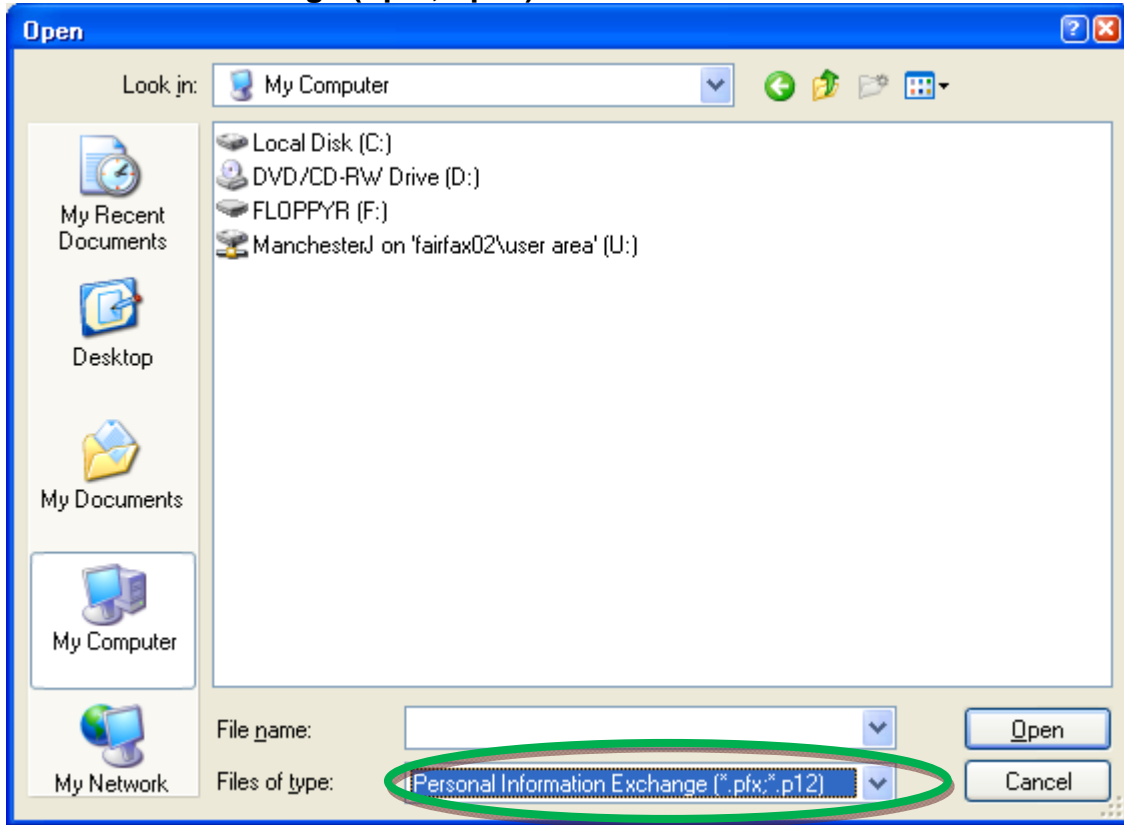 Open
Look in:
My Computer
Local Disk (C:)
DVD/CD-RW Drive (D:)
FLOPPYR (F:)
ManchesterJ on 'fairfax02\user area' (U:)
My Recent
Documents
Desktop
My Documents
My Computer
My Network
File name:
Open
Files of type:
Personal Information Exchange (*.pfx;*.p12)
Cancel